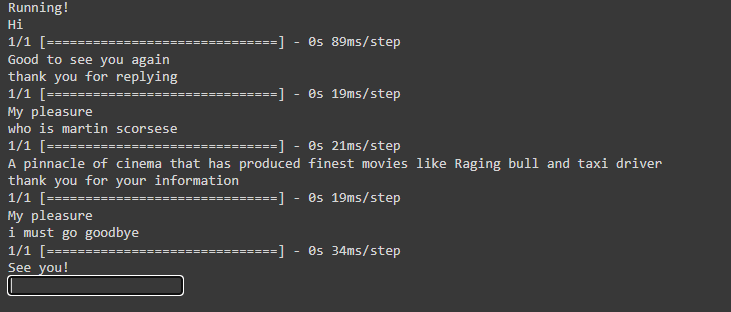 Running!
Hi
1/1 [==============================] - 0s 89ms/step
Good to see you again
thank you for replying
1/1 [==============================] - 0s 19ms/step
My pleasure
who is martin scorsese
1/1 [==============================] - 0s 21ms/step
A pinnacle of cinema that has produced finest movies like Raging bull and taxi driver
thank you for your information
1/1 [==============================] - 0s 19ms/step
My pleasure
i must go goodbye
1/1 [==============================] - 0s 34ms/step
See you!